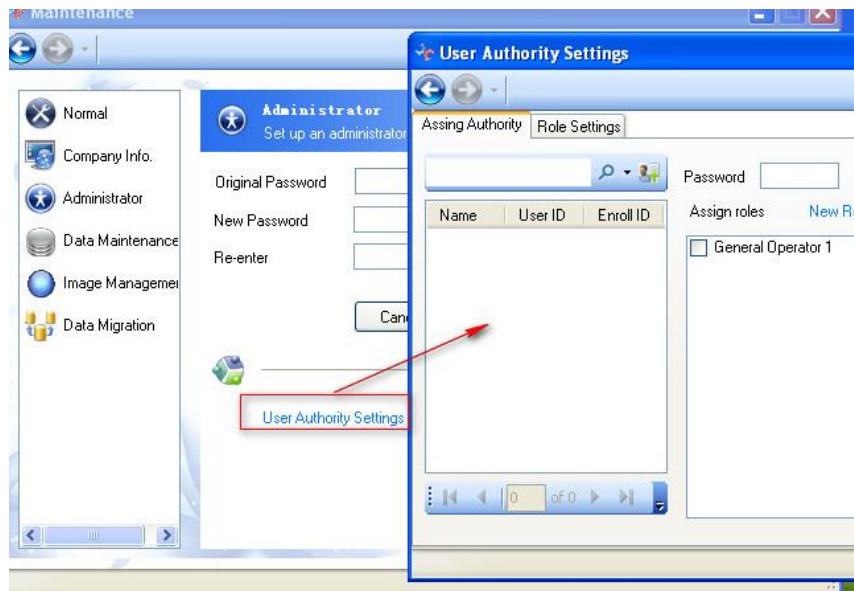 Maintenance
Normal
Company Info.
Administrator
Data Maintenance
Image Managemer
Data Migration
Administrator
Set up an administrator
Original Password
New Password
Re-enter
Can
User Authority Settings
User Authority Settings
Assing Authority
Role Settings
Name
User ID
Enroll ID
0
of 0
Password
Assign roles
New R
General Operator 1